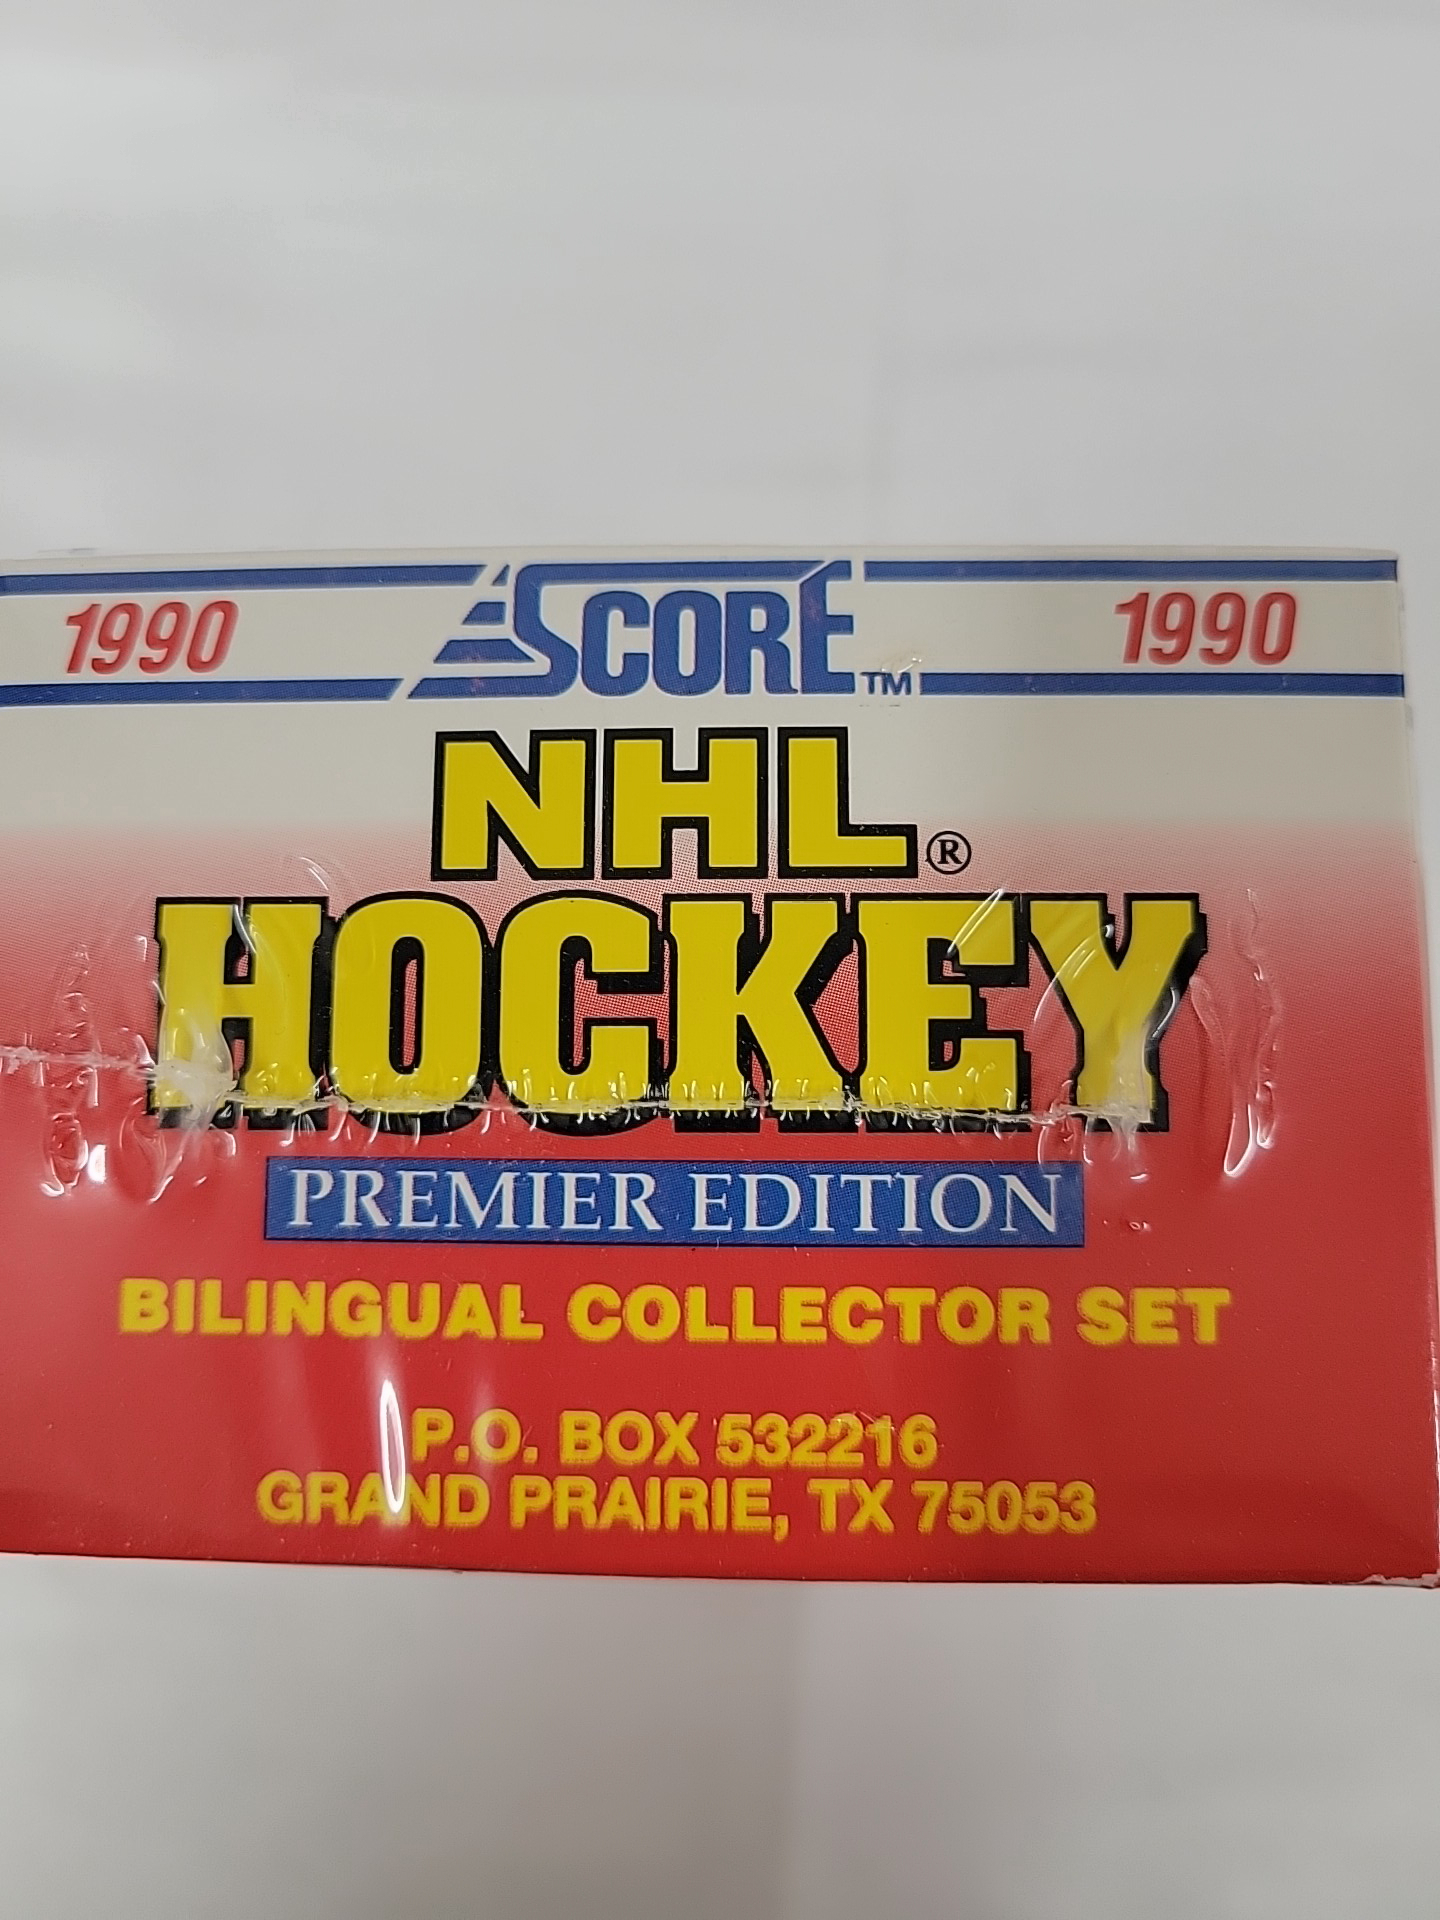 1990 SCORE™ 1990
NHL®
HOCKEY
PREMIER EDITION
BILINGUAL COLLECTOR SET
P.O. BOX 532216
GRAND PRAIRIE, TX 75053